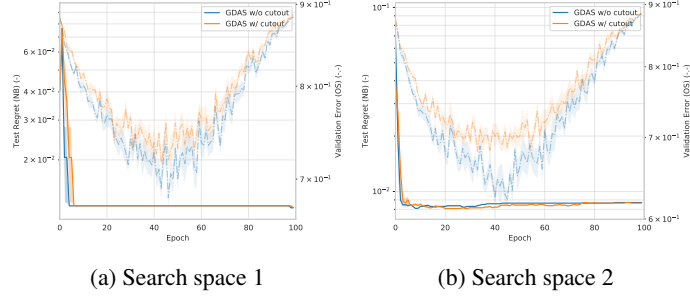 GDAS w/o cutout
GDAS w/ cutout
6 × 10⁻²
4 × 10⁻²
3 × 10⁻²
2 × 10⁻²
Test Regret (NB) (-)
9 × 10⁻¹
8 × 10⁻¹
7 × 10⁻¹
Validation Error (OS) (-.-)
0 20 40 60 80 100
Epoch
(a) Search space 1
GDAS w/o cutout
GDAS w/ cutout
10⁻¹
10⁻²
Test Regret (NB) (-)
9 × 10⁻¹
8 × 10⁻¹
7 × 10⁻¹
6 × 10⁻¹
Validation Error (OS) (-.-)
0 20 40 60 80 100
Epoch
(b) Search space 2